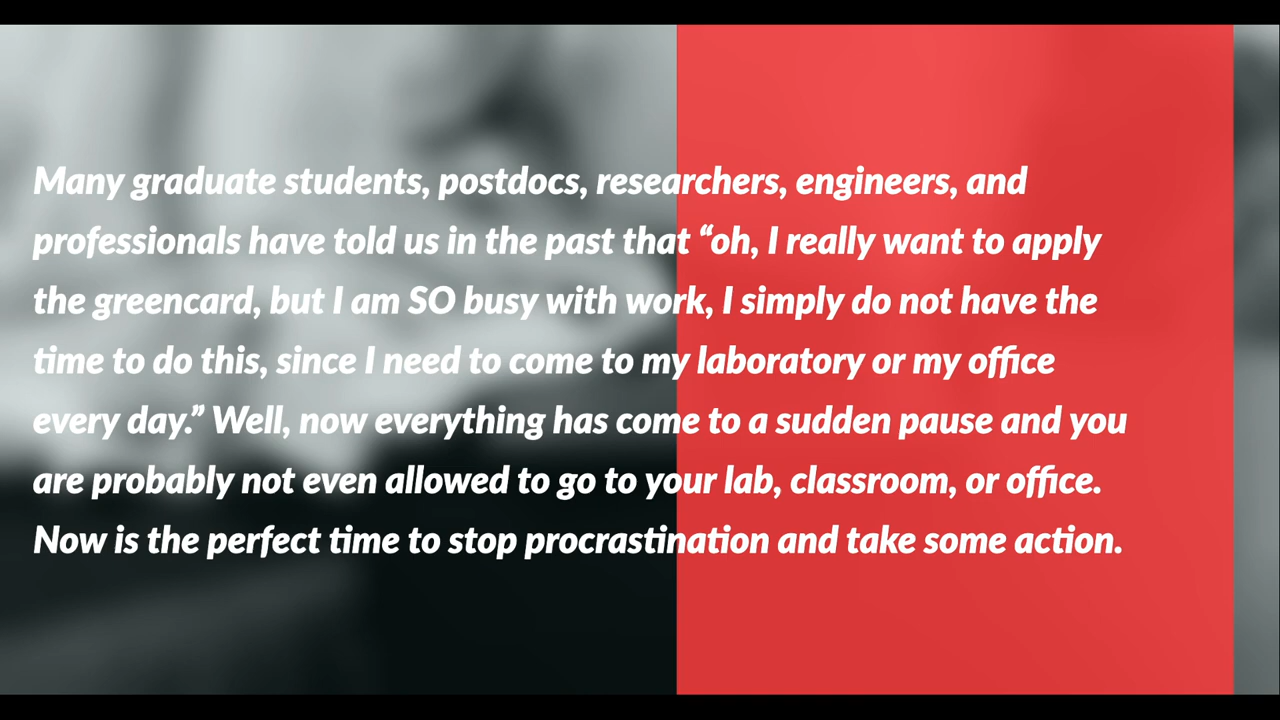 Many graduate students, postdocs, researchers, engineers, and
professionals have told us in the past that “oh, I really want to apply
the greencard, but I am SO busy with work, I simply do not have the
time to do this, since I need to come to my laboratory or my office
every day.” Well, now everything has come to a sudden pause and you
are probably not even allowed to go to your lab, classroom, or office.
Now is the perfect time to stop procrastination and take some action.